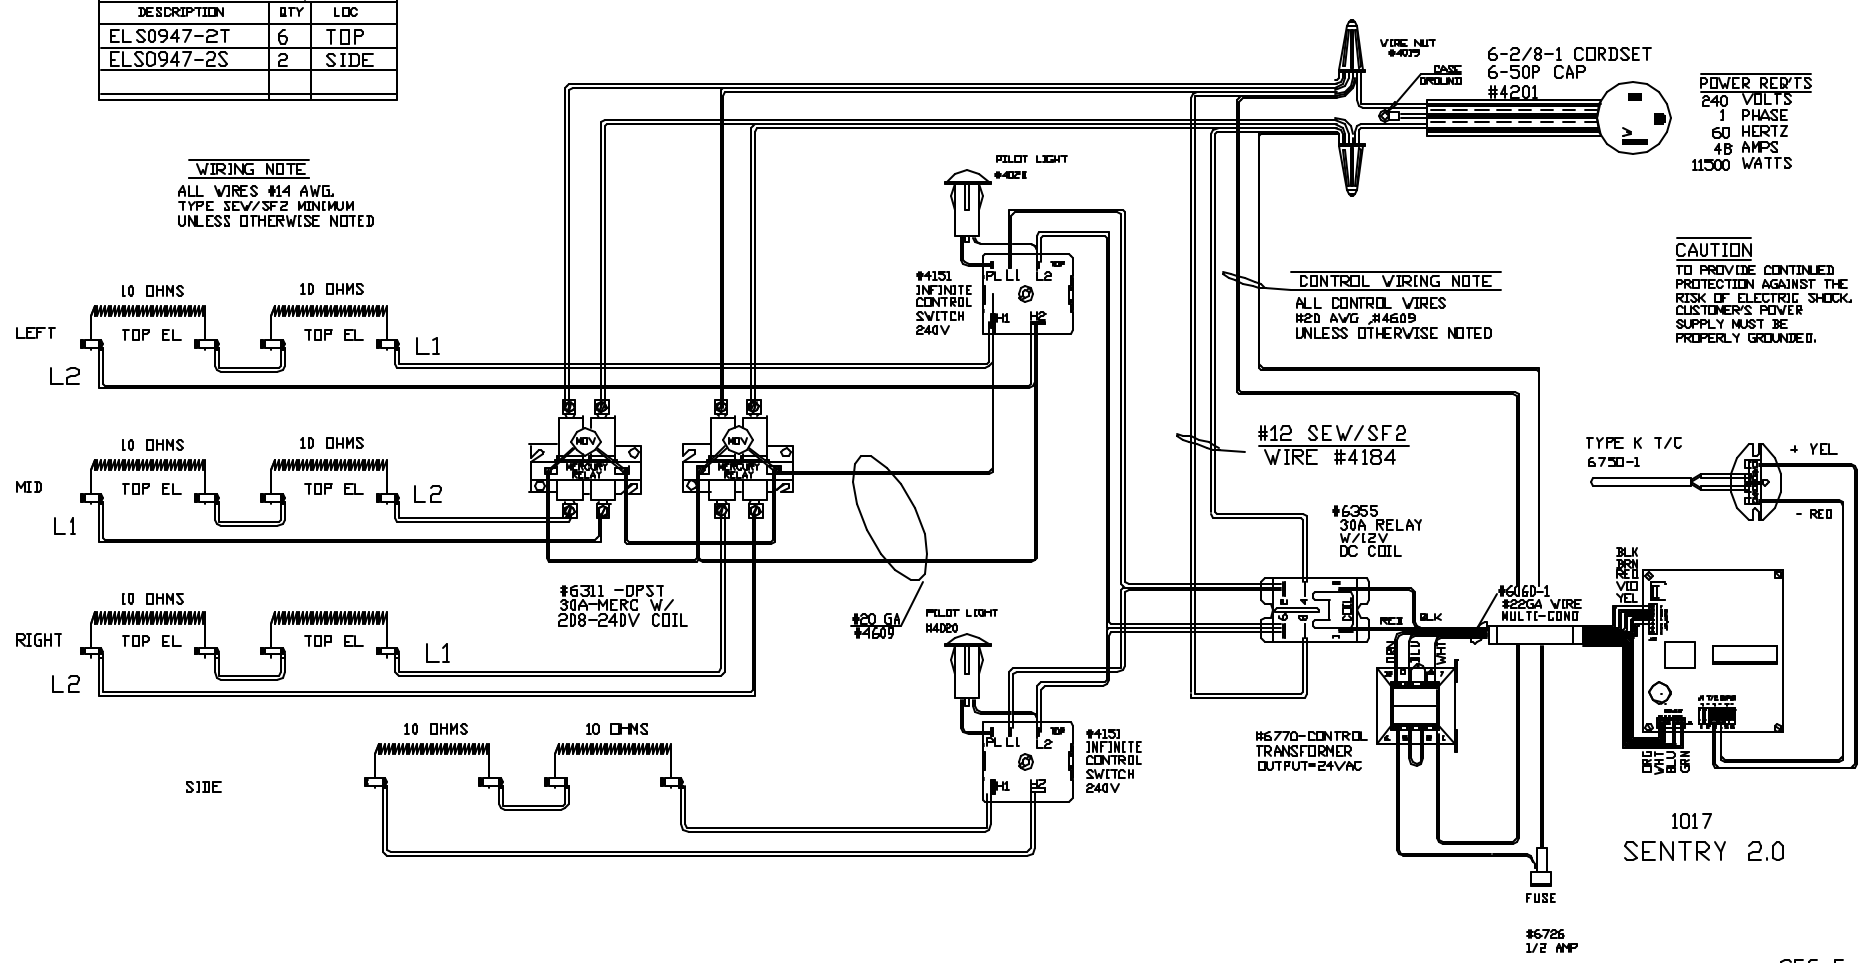 DESCRIPTION QTY LOC
ELS0947-2T 6 TOP
ELS0947-2S 2 SIDE
WIRING NOTE
ALL WIRES #14 AWG,
TYPE SEW/SF2 MINIMUM
UNLESS OTHERWISE NOTED
WIRE NUT
#4039
CASE
GROUND
6-2/8-1 CORDSET
6-50P CAP
#4201
POWER REQ'TS
240 VOLTS
1 PHASE
60 HERTZ
48 AMPS
11500 WATTS
PILOT LIGHT
#4020
#4151
INFINITE
CONTROL
SWITCH
240V
PL L1 L2 TOP
H1 H2
CONTROL WIRING NOTE
ALL CONTROL WIRES
#20 AWG ,#4609
UNLESS OTHERWISE NOTED
CAUTION
TO PROVIDE CONTINUED
PROTECTION AGAINST THE
RISK OF ELECTRIC SHOCK,
CUSTOMER'S POWER
SUPPLY MUST BE
PROPERLY GROUNDED.
10 OHMS 10 OHMS
LEFT TOP EL TOP EL L1
L2
10 OHMS 10 OHMS
MID TOP EL TOP EL L2
L1
10 OHMS
RIGHT TOP EL TOP EL L1
L2
10 OHMS 10 OHMS
SIDE
MOV MOV
MERCURY
RELAY
MERCURY
RELAY
#6311 -DPST
30A-MERC W/
208-240V COIL
#20 GA
#4609
PILOT LIGHT
#4020
PL L1 L2 TOP
H1 H2
#4151
INFINITE
CONTROL
SWITCH
240V
#12 SEW/SF2
WIRE #4184
#6355
30A RELAY
W/12V
DC COIL
COIL
RED BLK
BRN BLU WHT
#6060-1
#22GA WIRE
MULTI-COND
#6770-CONTROL
TRANSFORMER
OUTPUT=24VAC
TYPE K T/C
6750-1
+ YEL
- RED
BLK
BRN
RED
VIO
YEL
ORG
WHT
BLU
GRN
1017
SENTRY 2.0
FUSE
#6726
1/2 AMP